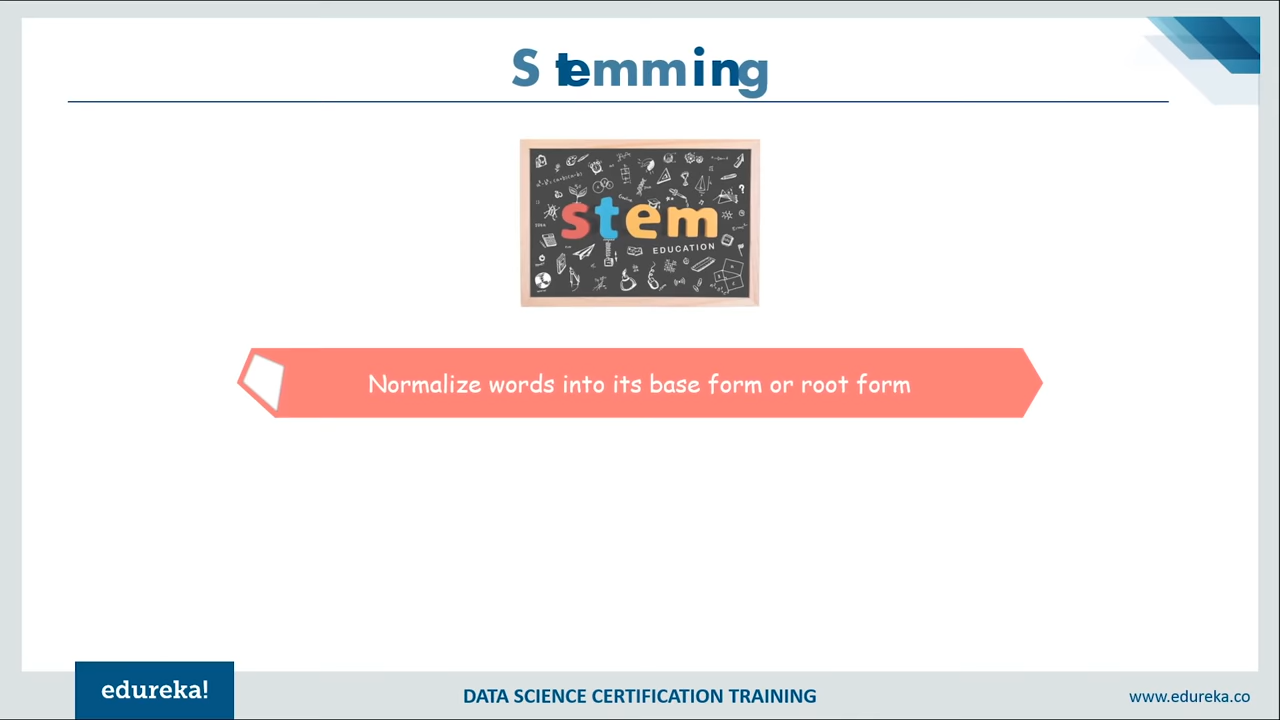 Stemming
stem
EDUCATION
Normalize words into its base form or root form
edureka!
DATA SCIENCE CERTIFICATION TRAINING
www.edureka.co